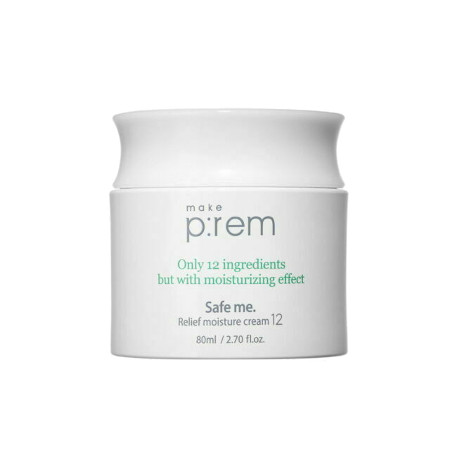 make
p:rem
Only 12 ingredients
but with moisturizing effect
Safe me.
Relief moisture cream 12
80ml / 2.70 fl.oz.